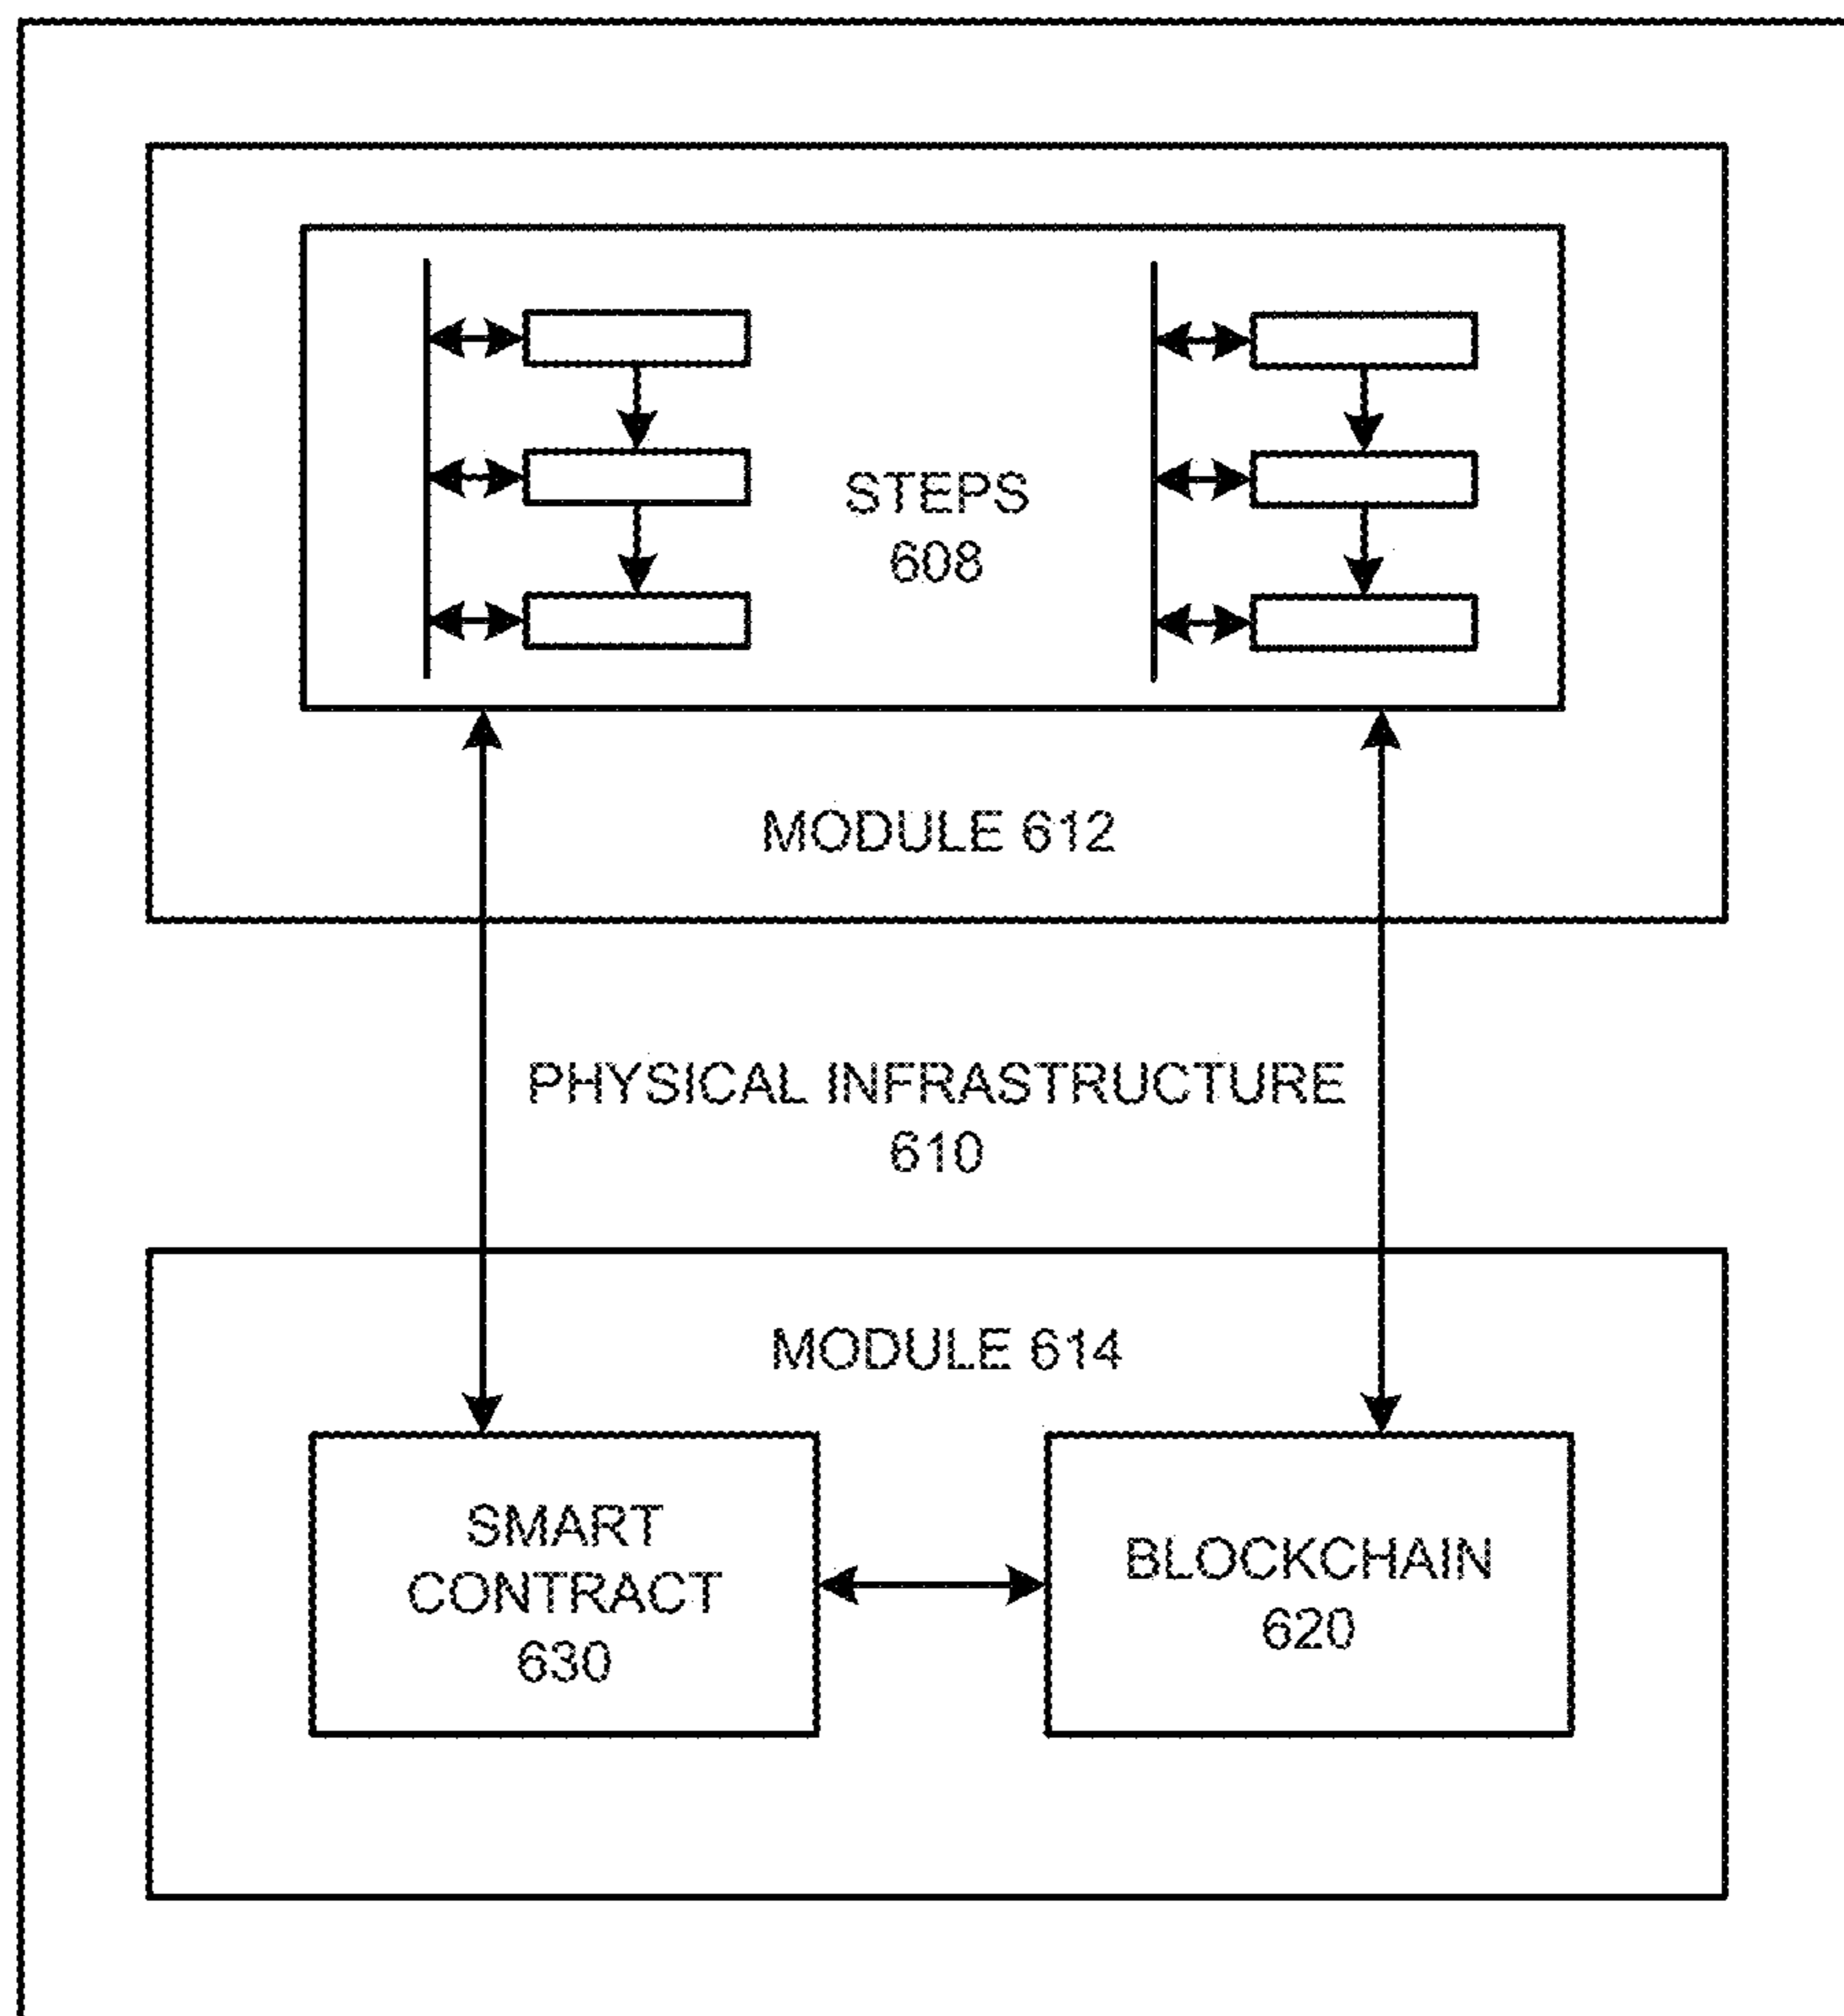 STEPS
608
MODULE 612
PHYSICAL INFRASTRUCTURE
610
MODULE 614
SMART
CONTRACT
630
BLOCKCHAIN
620